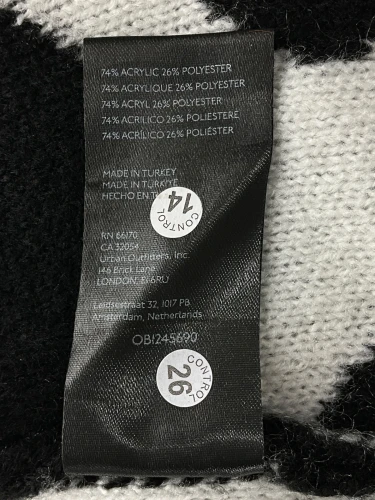 74% ACRYLIC 26% POLYESTER
74% ACRYLIQUE 26% POLYESTER
74% ACRYL 26% POLYESTER
74% ACRILICO 26% POLIESTERE
74% ACRÍLICO 26% POLIÉSTER
MADE IN TURKEY
MADE IN TÜRKIYE
HECHO EN
CONTROL
14
RN 66170
CA 32054
Urban Outfitters, Inc.
146 Brick Lane
LONDON, E1 6RU
Leidsestraat 32, 1017 PB
Amsterdam, Netherlands
OB1245690
CONTROL
26